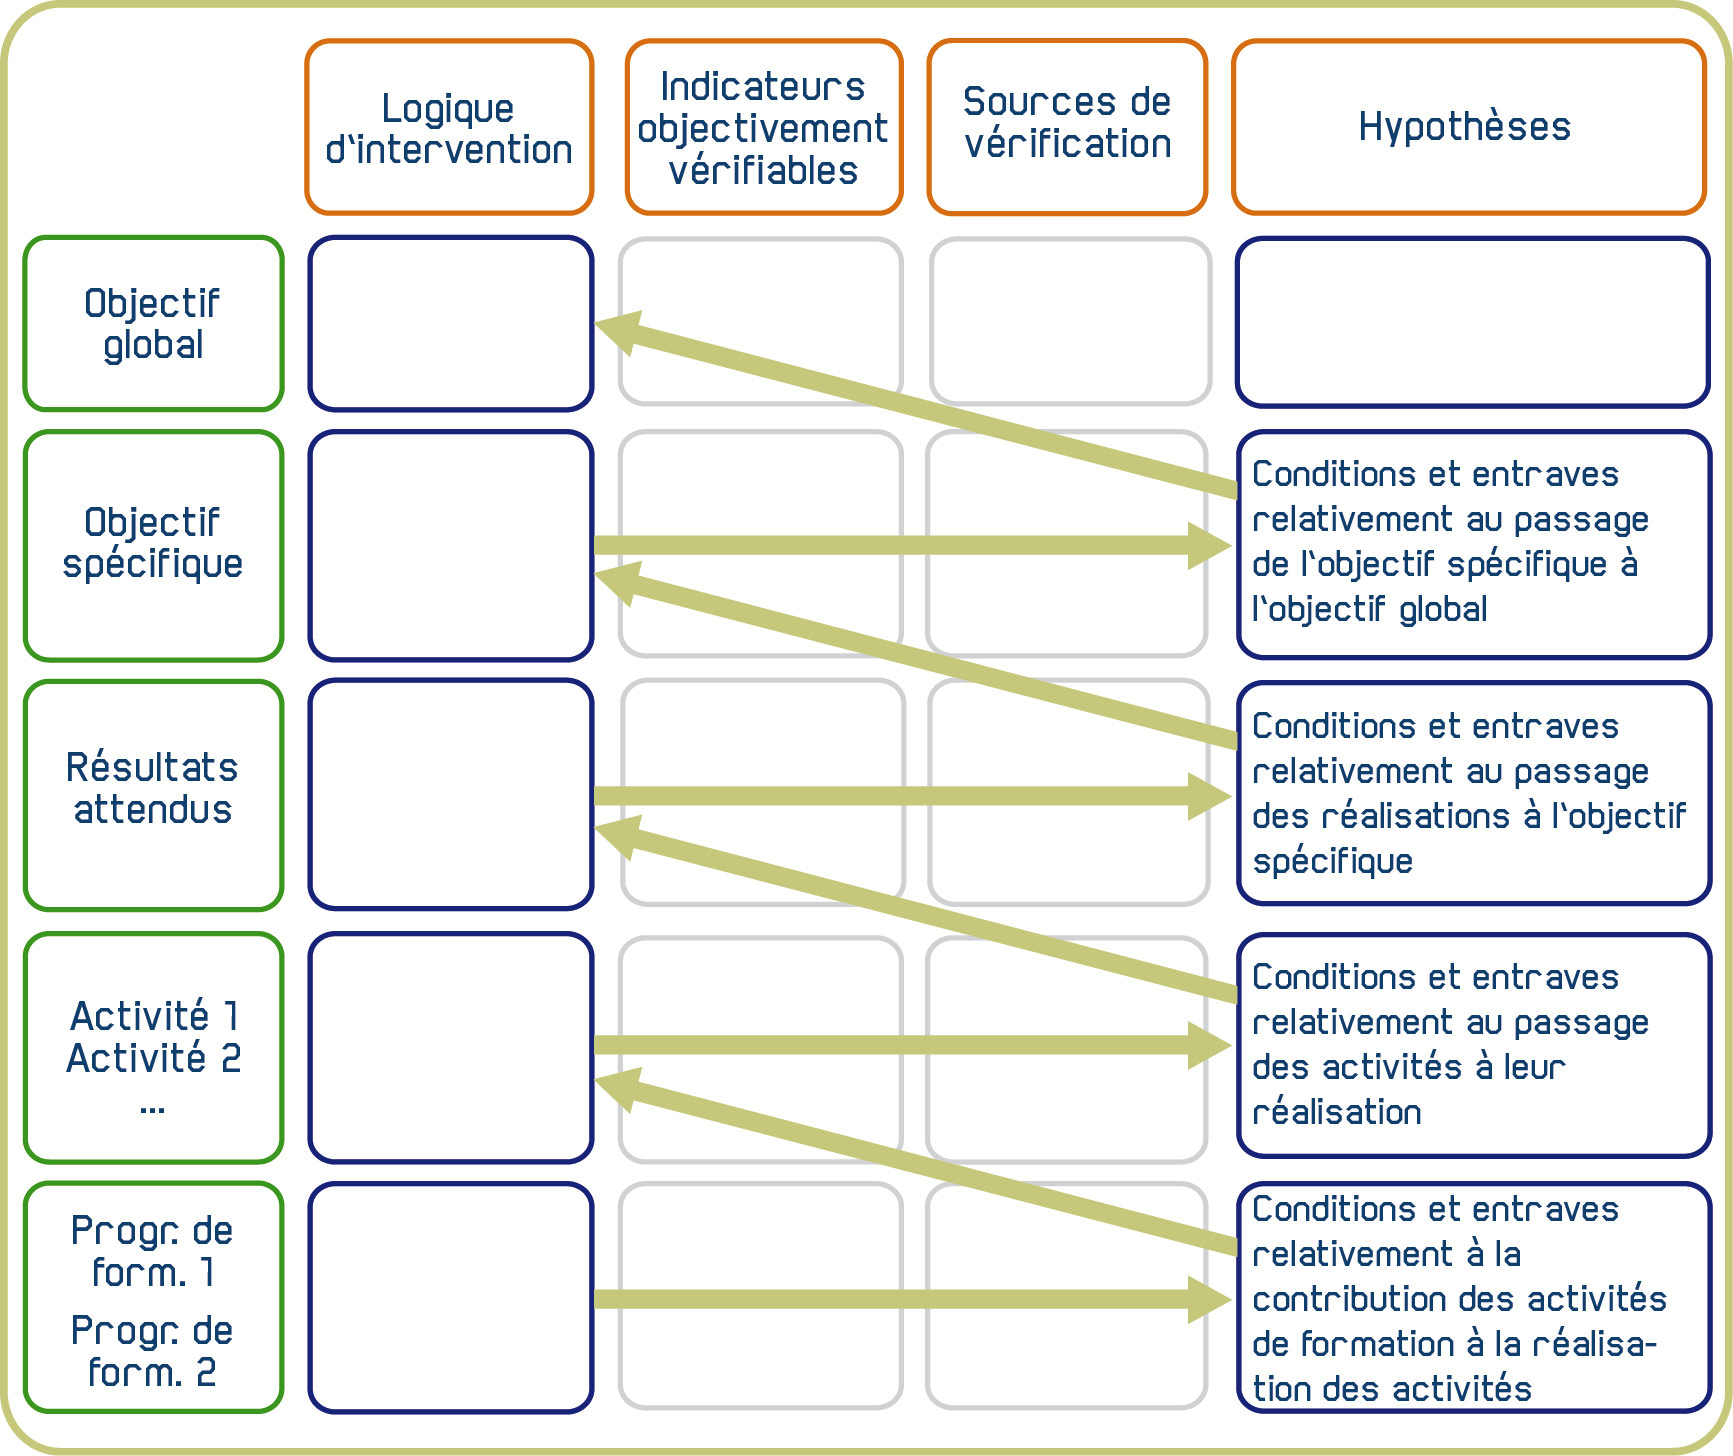 Logique
d'intervention
Indicateurs
objectivement
vérifiables
Sources de
vérification
Hypothèses
Objectif
global
Objectif
spécifique
Conditions et entraves
relativement au passage
de l'objectif spécifique à
l'objectif global
Résultats
attendus
Conditions et entraves
relativement au passage
des réalisations à l'objectif
spécifique
Activité 1
Activité 2
...
Conditions et entraves
relativement au passage
des activités à leur
réalisation
Progr. de
form. 1
Progr. de
form. 2
Conditions et entraves
relativement à la
contribution des activités
de formation à la réalisa-
tion des activités